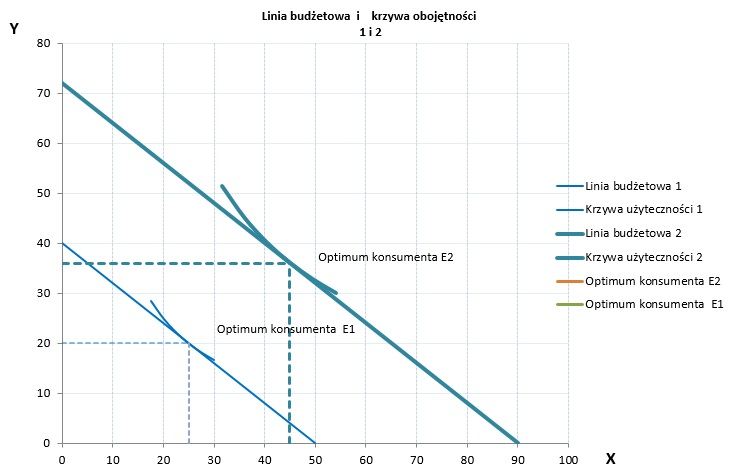 Linia budżetowa i krzywa obojętności
1 i 2
Y
80
70
60
50
40
30
20
10
0
Optimum konsumenta E2
Optimum konsumenta E1
0 10 20 30 40 50 60 70 80 90 100
X
Linia budżetowa 1
Krzywa użyteczności 1
Linia budżetowa 2
Krzywa użyteczności 2
Optimum konsumenta E2
Optimum konsumenta E1